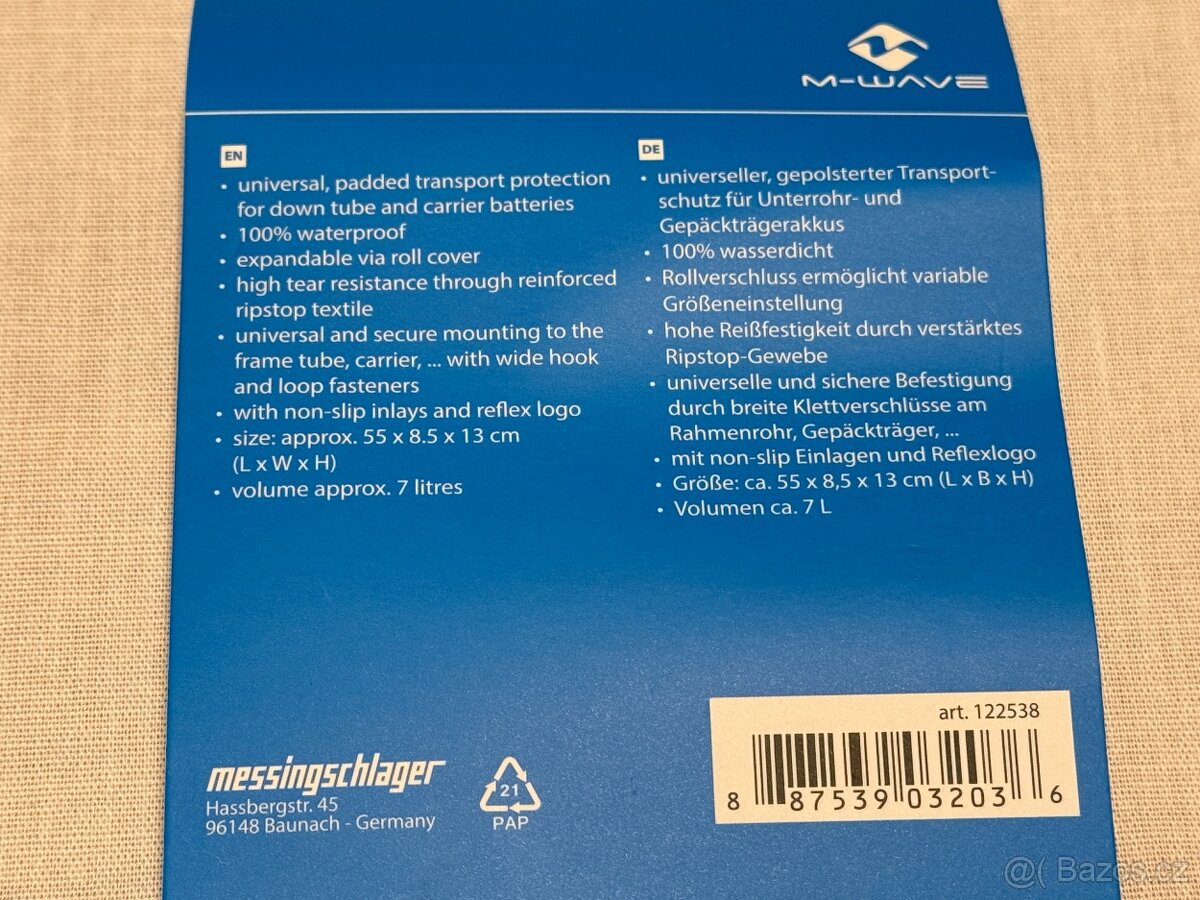 M-WAVE
EN
• universal, padded transport protection
for down tube and carrier batteries
• 100% waterproof
• expandable via roll cover
• high tear resistance through reinforced
ripstop textile
• universal and secure mounting to the
frame tube, carrier, ... with wide hook
and loop fasteners
• with non-slip inlays and reflex logo
• size: approx. 55 x 8.5 x 13 cm
(L x W x H)
• volume approx. 7 litres
DE
• universeller, gepolsterter Transport-
schutz für Unterrohr- und
Gepäckträgerakkus
• 100% wasserdicht
• Rollverschluss ermöglicht variable
Größeneinstellung
• hohe Reißfestigkeit durch verstärktes
Ripstop-Gewebe
• universelle und sichere Befestigung
durch breite Klettverschlüsse am
Rahmenrohr, Gepäckträger, ...
• mit non-slip Einlagen und Reflexlogo
• Größe: ca. 55 x 8,5 x 13 cm (L x B x H)
• Volumen ca. 7 L
messingschlager
Hassbergstr. 45
96148 Baunach - Germany
21
PAP
art. 122538
8 87539 03203 6
@( Bazos.cz